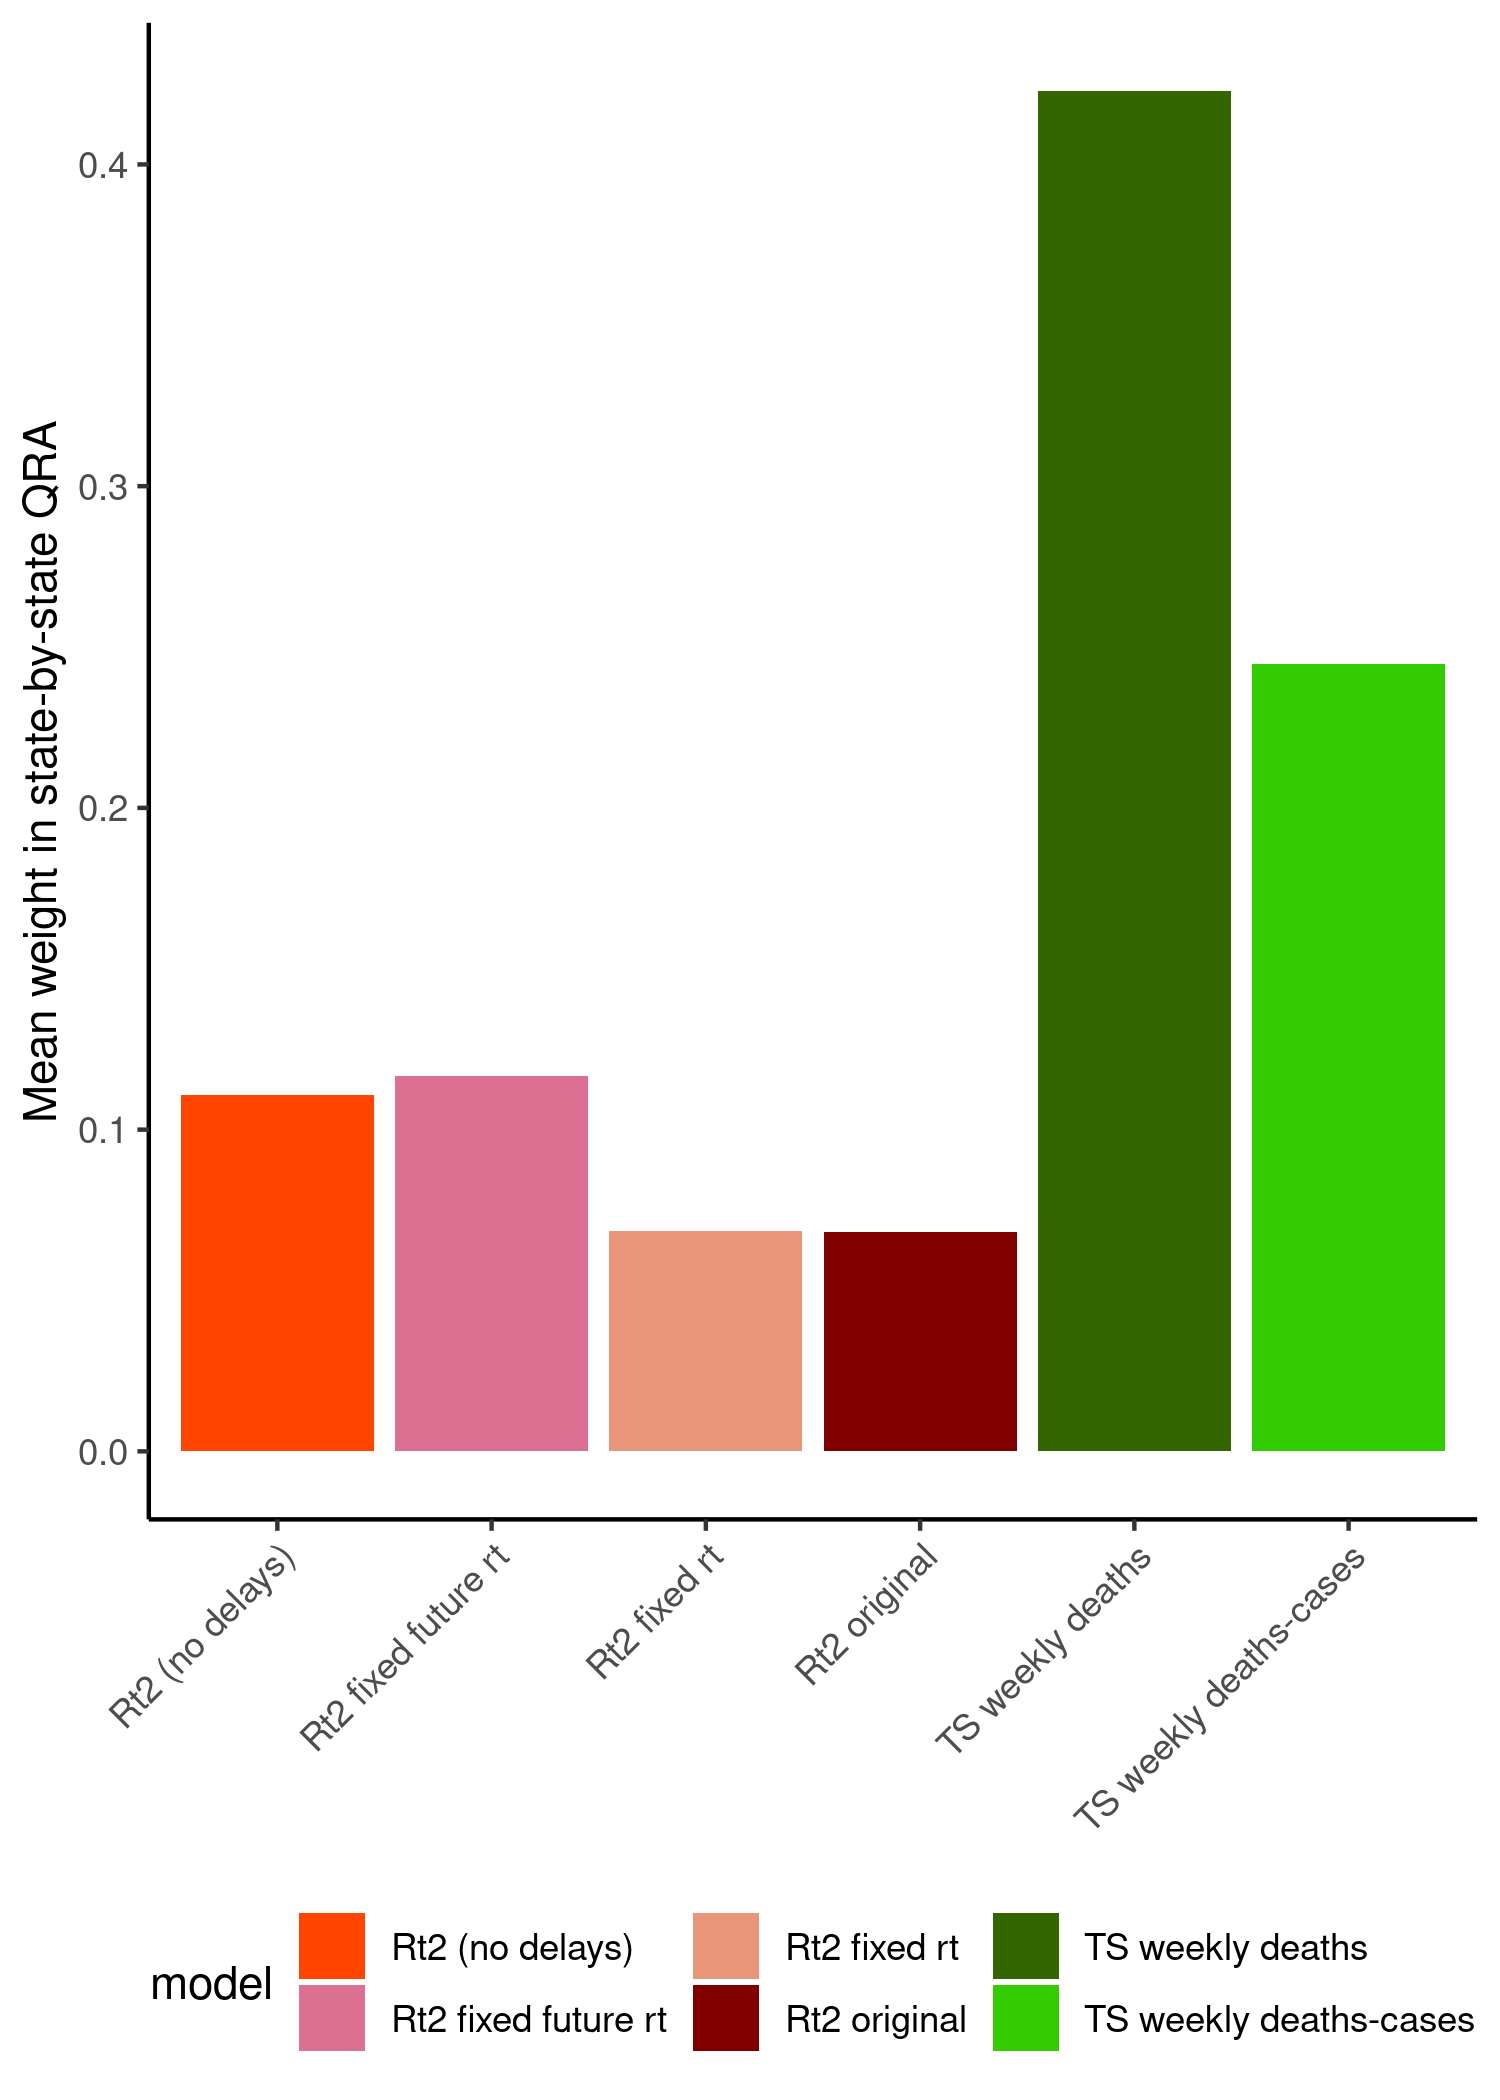 Mean weight in state-by-state QRA
0.4
0.3
0.2
0.1
0.0
Rt2 (no delays)
Rt2 fixed future rt
Rt2 fixed rt
Rt2 original
TS weekly deaths
TS weekly deaths-cases
model
Rt2 (no delays)
Rt2 fixed future rt
Rt2 fixed rt
Rt2 original
TS weekly deaths
TS weekly deaths-cases